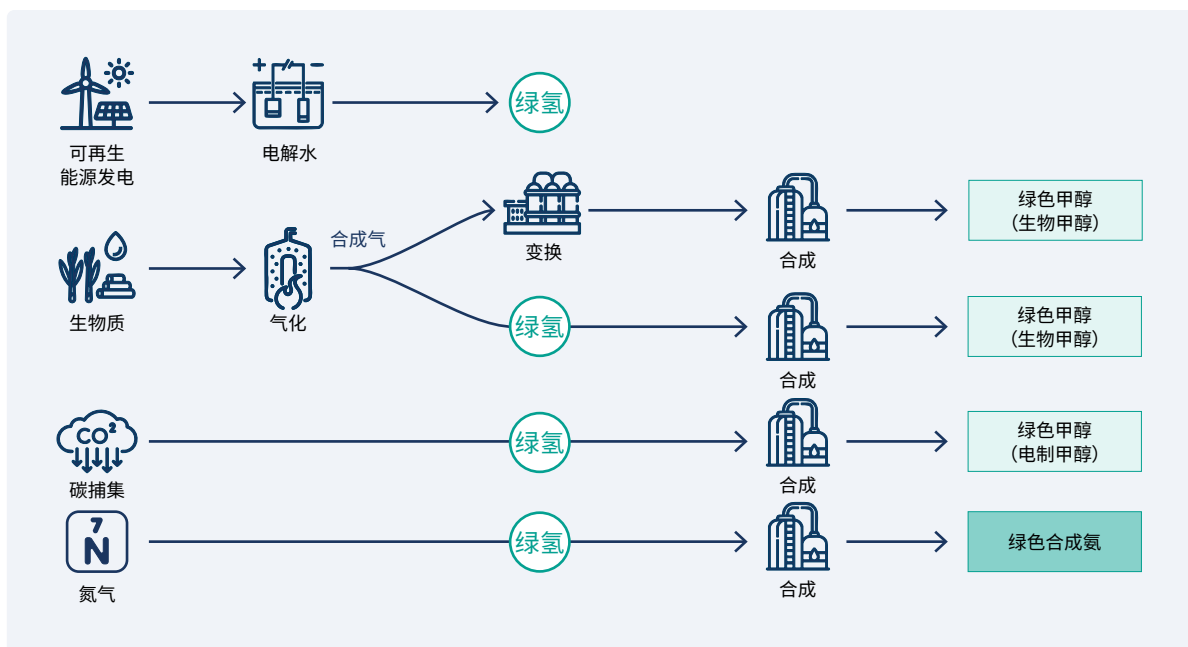 可再生
能源发电
电解水
绿氢
生物质
气化
合成气
变换
合成
绿色甲醇
（生物甲醇）
绿氢
合成
绿色甲醇
（生物甲醇）
CO²
碳捕集
绿氢
合成
绿色甲醇
（电制甲醇）
7
N
氮气
绿氢
合成
绿色合成氨